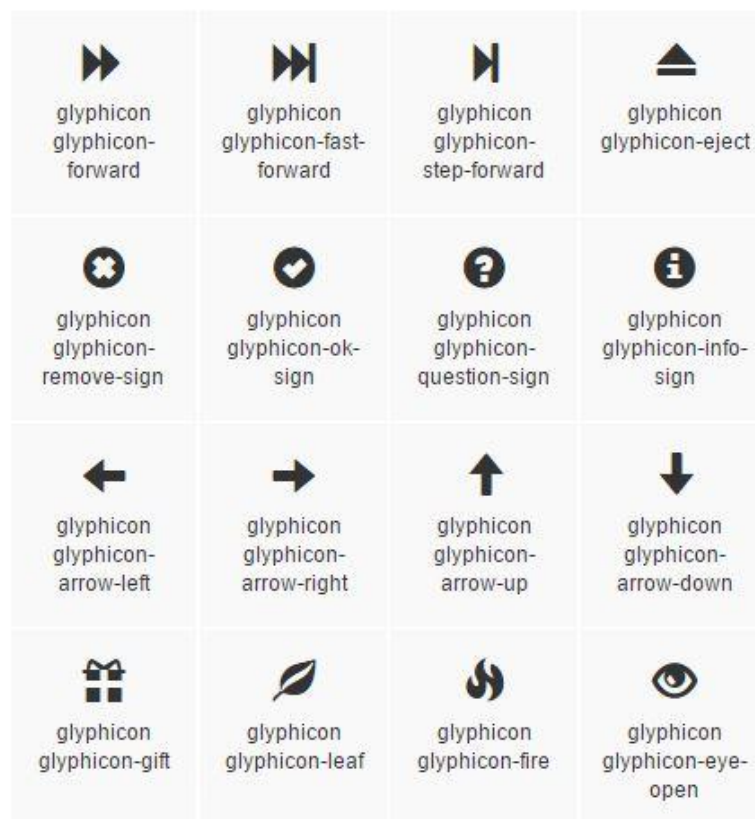 glyphicon
glyphicon-
forward
glyphicon
glyphicon-fast-
forward
glyphicon
glyphicon-
step-forward
glyphicon
glyphicon-eject
glyphicon
glyphicon-
remove-sign
glyphicon
glyphicon-ok-
sign
glyphicon
glyphicon-
question-sign
glyphicon
glyphicon-info-
sign
glyphicon
glyphicon-
arrow-left
glyphicon
glyphicon-
arrow-right
glyphicon
glyphicon-
arrow-up
glyphicon
glyphicon-
arrow-down
glyphicon
glyphicon-gift
glyphicon
glyphicon-leaf
glyphicon
glyphicon-fire
glyphicon
glyphicon-eye-
open